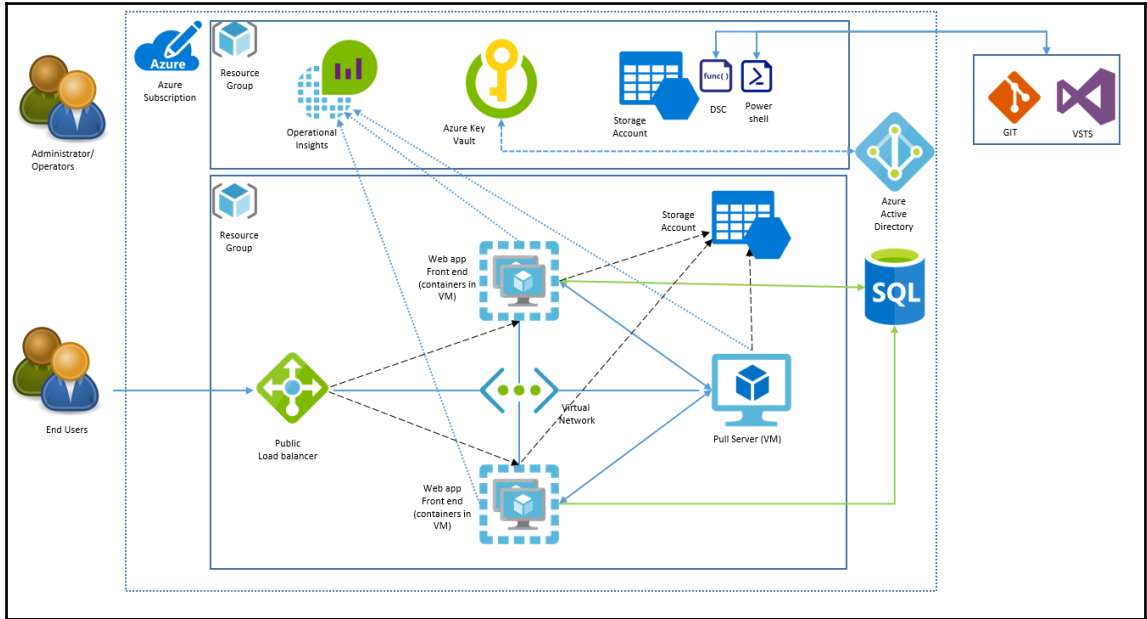 Azure
Azure
Subscription
Resource
Group
Operational
Insights
Azure Key
Vault
Storage
Account
func()
DSC
Power
shell
GIT
VSTS
Administrator/
Operators
Azure
Active
Directory
Resource
Group
Storage
Account
Web app
Front end
(containers in
VM)
SQL
End Users
Public
Load balancer
Virtual
Network
Pull Server (VM)
Web app
Front end
(containers in
VM)